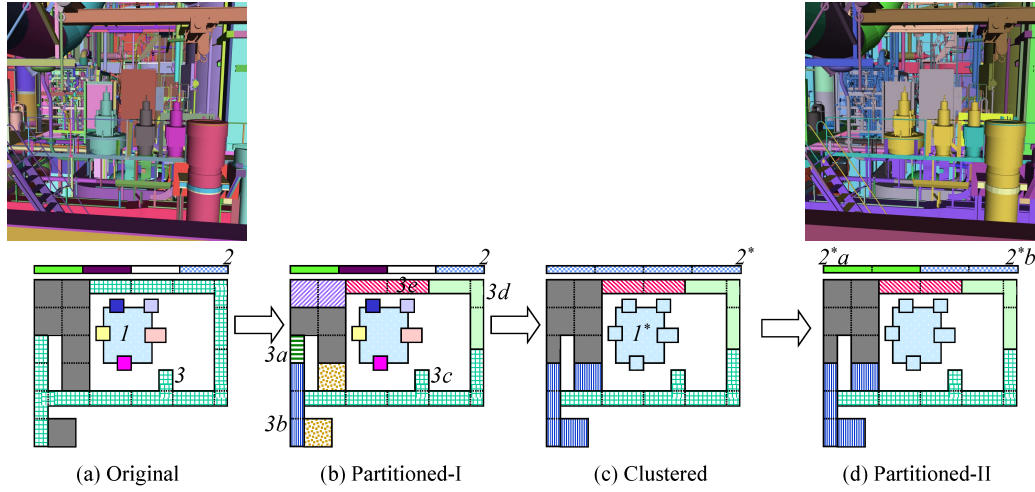 2
1
3
(a) Original
2
3e
3d
3a
3c
3b
(b) Partitioned-I
2*
1*
(c) Clustered
2*a 2*b
(d) Partitioned-II